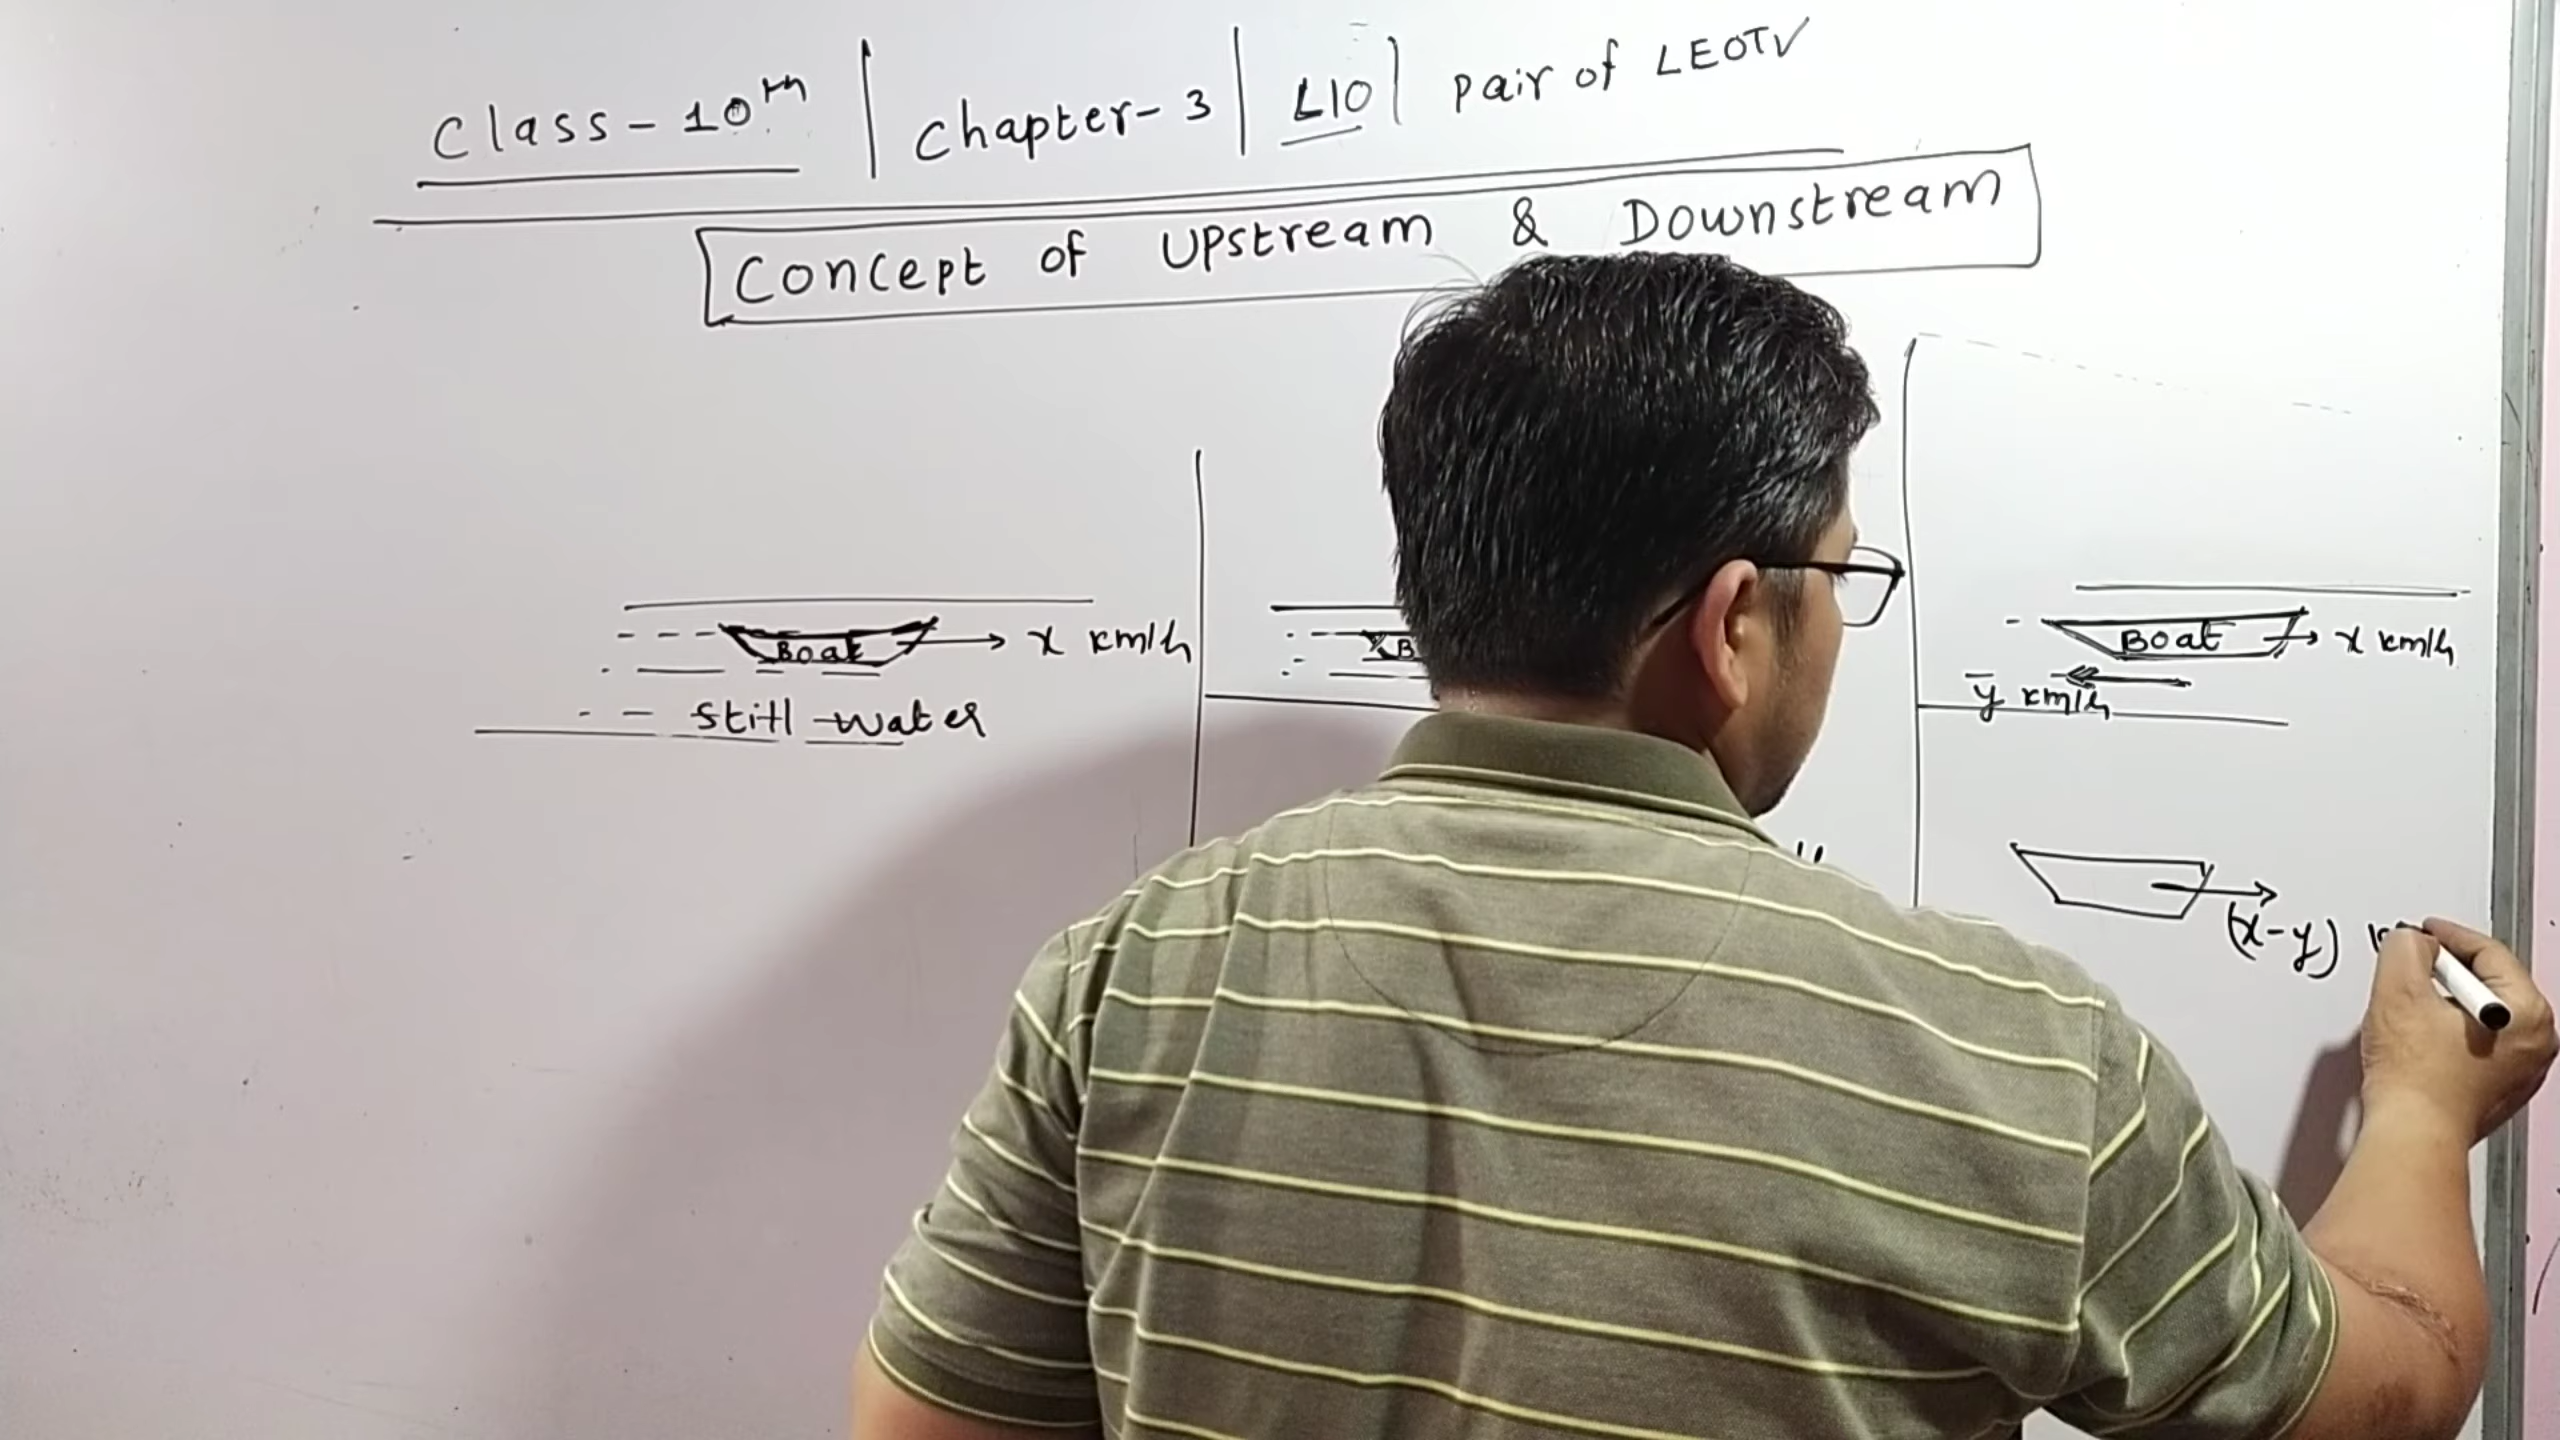 Class-10th | Chapter-3 | L10 | Pair of LEOTV
Concept of Upstream & Downstream
Boat → x km/h
still water
Boat → x km/h
y km/h
(x-y)